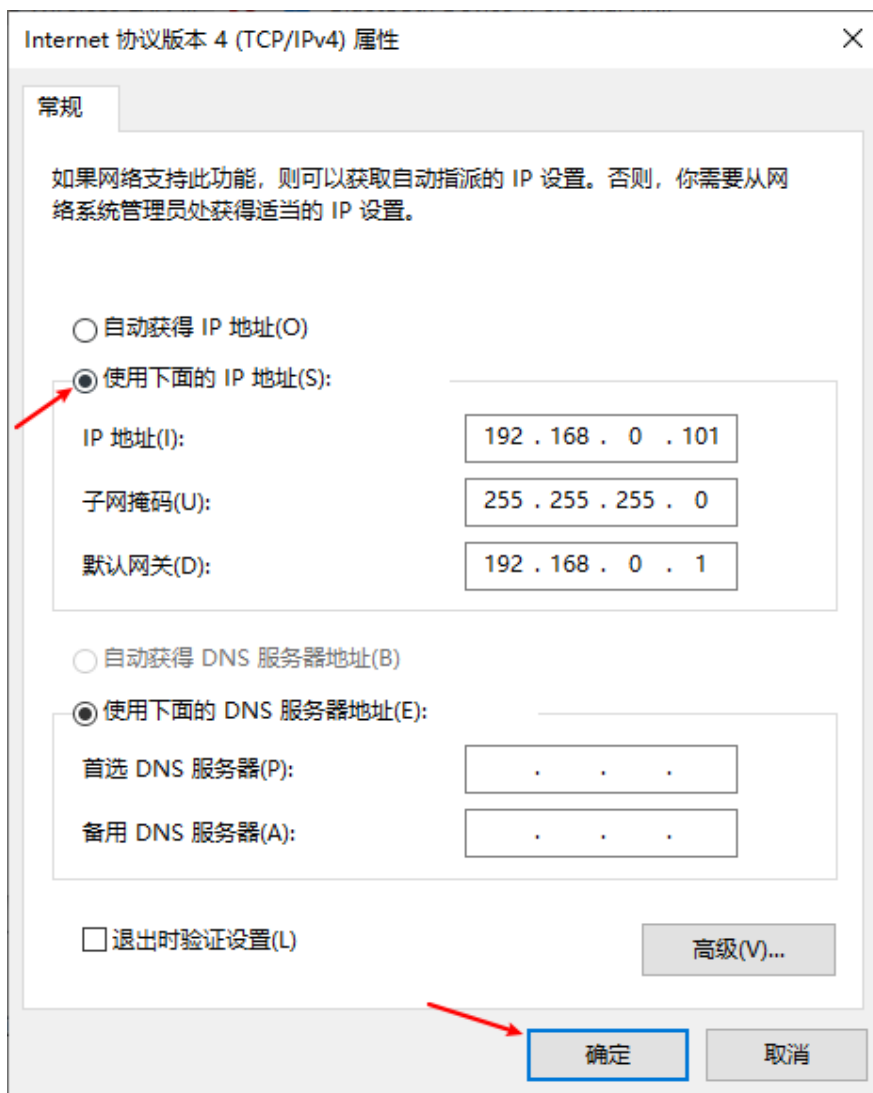 Internet 协议版本 4 (TCP/IPv4) 属性
常规
如果网络支持此功能，则可以获取自动指派的 IP 设置。否则，你需要从网
络系统管理员处获得适当的 IP 设置。
自动获得 IP 地址(O)
使用下面的 IP 地址(S):
IP 地址(I): 192 . 168 . 0 . 101
子网掩码(U): 255 . 255 . 255 . 0
默认网关(D): 192 . 168 . 0 . 1
自动获得 DNS 服务器地址(B)
使用下面的 DNS 服务器地址(E):
首选 DNS 服务器(P): . . .
备用 DNS 服务器(A): . . .
退出时验证设置(L)
高级(V)...
确定 取消